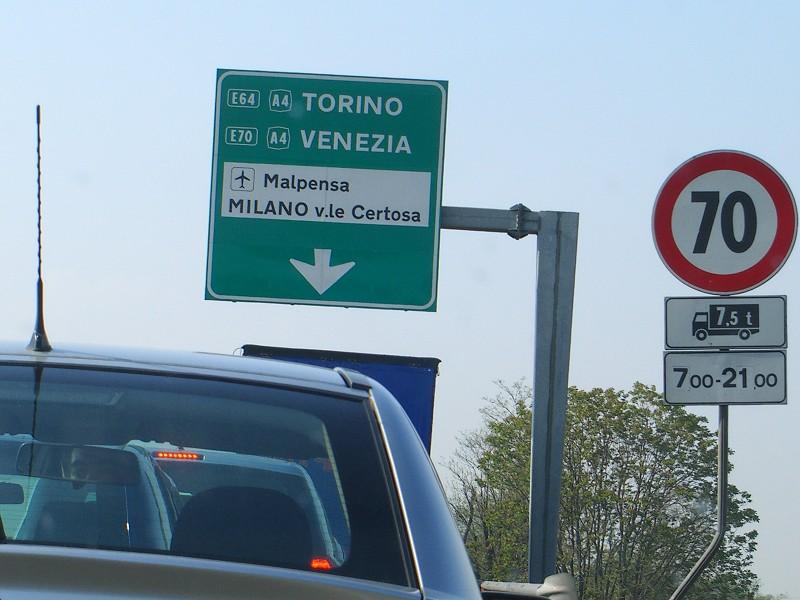 E64 A4 TORINO
E70 A4 VENEZIA
Malpensa
MILANO v.le Certosa
70
7,5 t
7.00-21.00